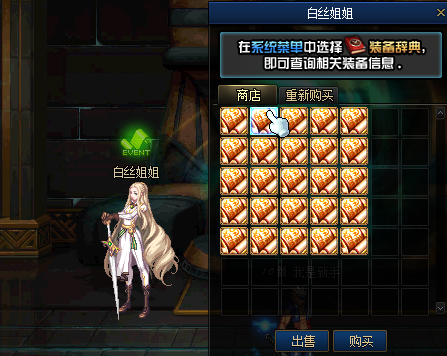 白丝姐姐
在系统菜单中选择 装备辞典,
即可查询相关装备信息.
商店 重新购买
EVENT
白丝姐姐
出售 购买